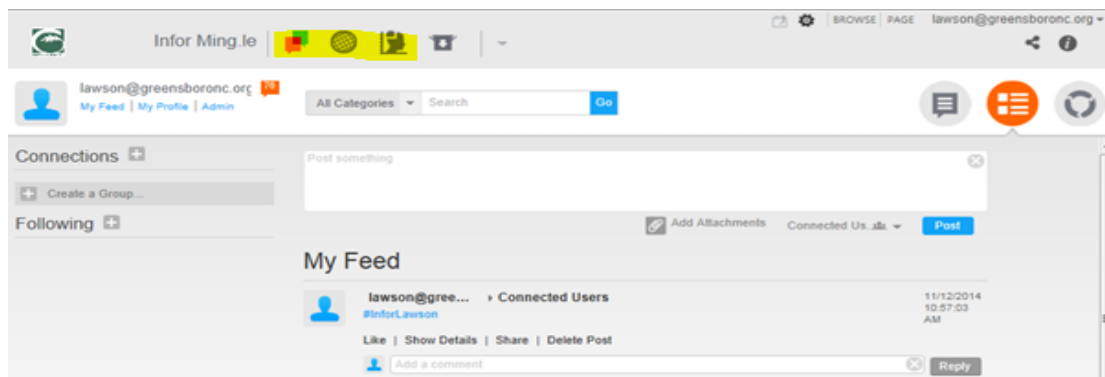 BROWSE PAGE lawson@greensboronc.org
Infor Ming.le
lawson@greensboronc.org 70
My Feed | My Profile | Admin
All Categories Search Go
Connections
Post something
Create a Group...
Following
Add Attachments Connected Us... Post
My Feed
lawson@gree... Connected Users 11/12/2014
#InforLawson 10:57:03
AM
Like | Show Details | Share | Delete Post
Add a comment Reply